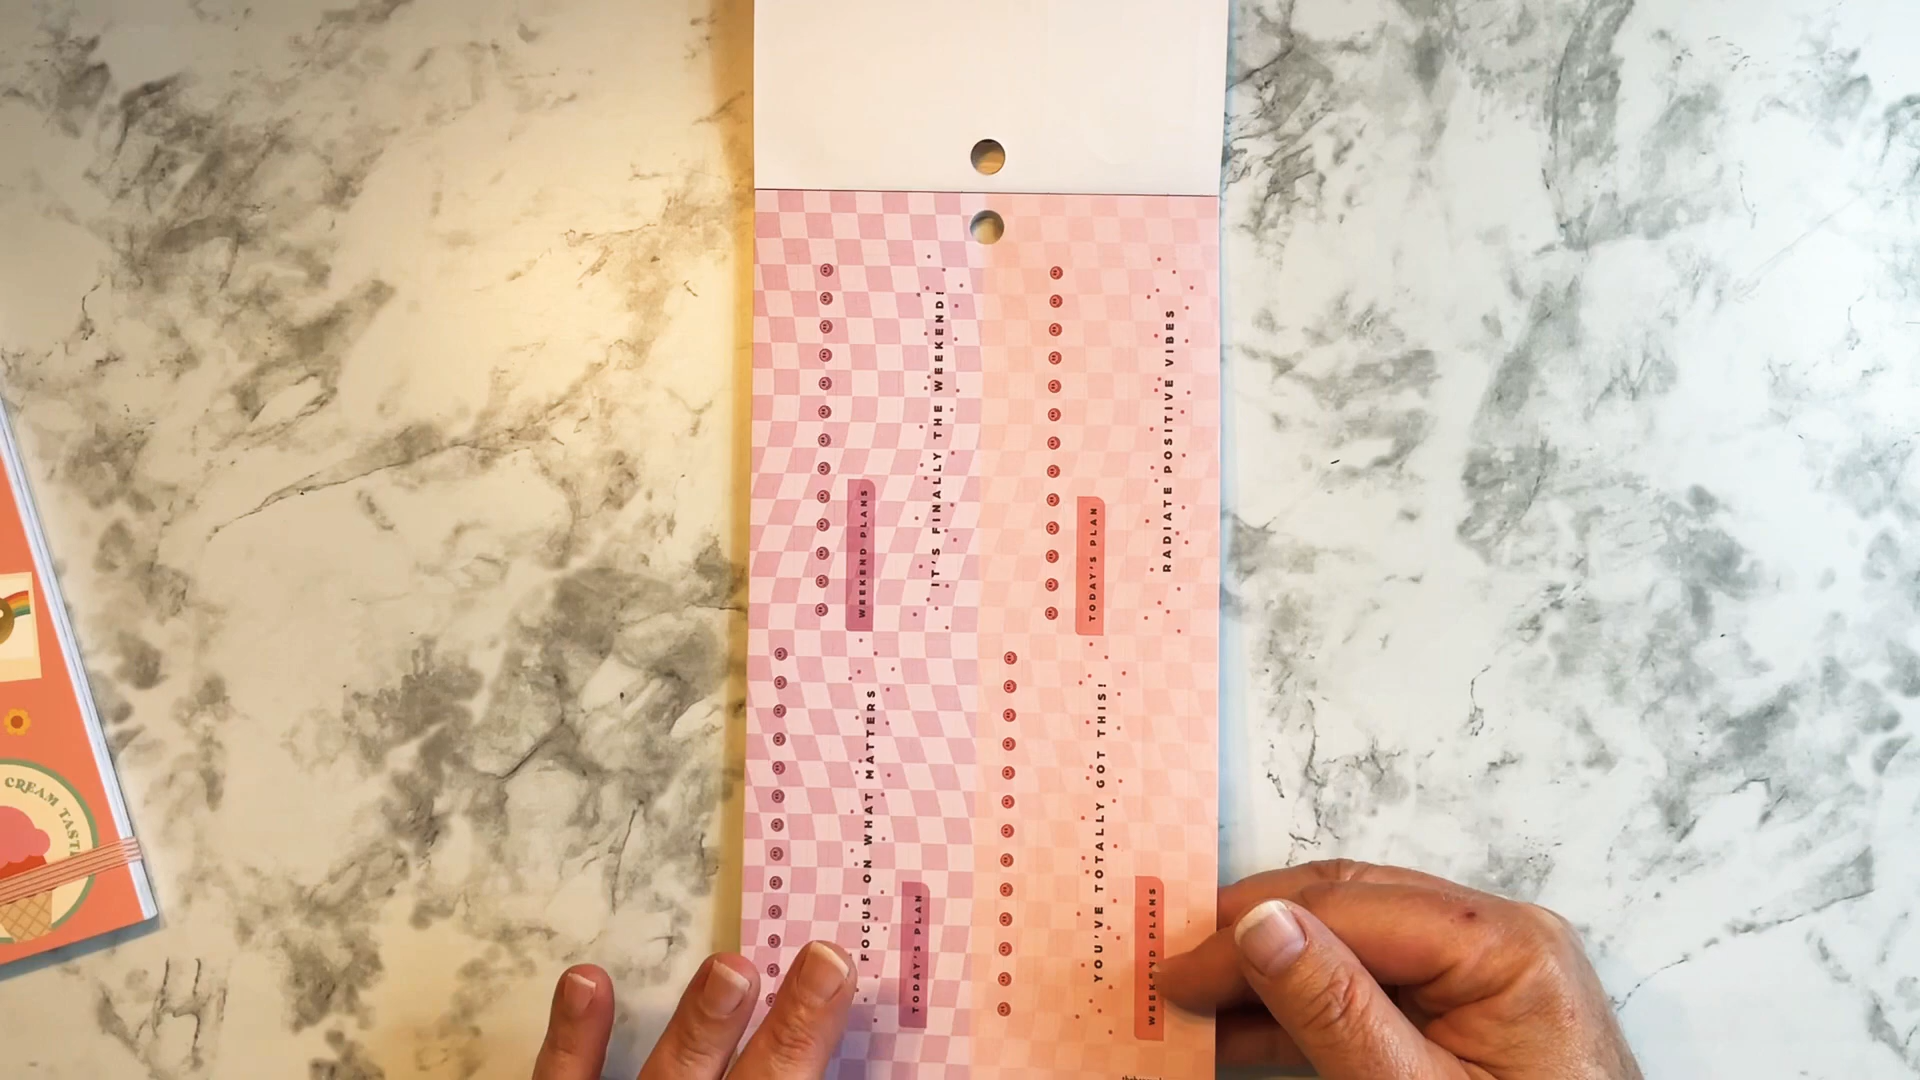 IT'S FINALLY THE WEEKEND!
WEEKEND PLANS
RADIATE POSITIVE VIBES
TODAY'S PLAN
FOCUS ON WHAT MATTERS
TODAY'S PLAN
YOU'VE TOTALLY GOT THIS!
WEEKEND PLANS
CREAM